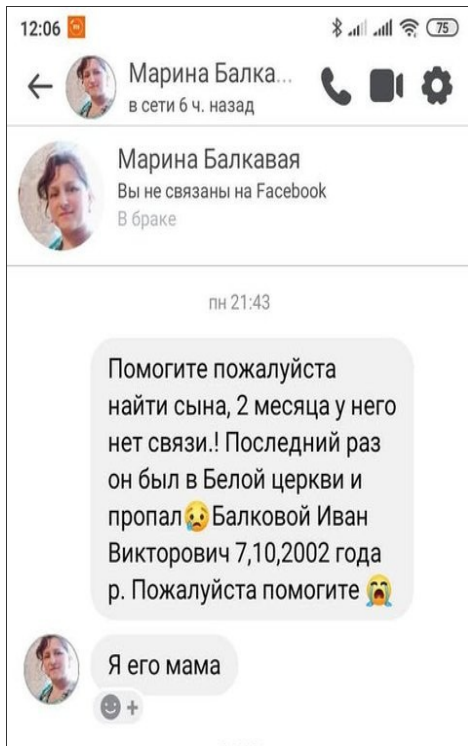 12:06
75
Марина Балка...
в сети 6 ч. назад
Марина Балкавая
Вы не связаны на Facebook
В браке
пн 21:43
Помогите пожалуйста
найти сына, 2 месяца у него
нет связи.! Последний раз
он был в Белой церкви и
пропал😢Балковой Иван
Викторович 7,10,2002 года
р. Пожалуйста помогите 😭
Я его мама